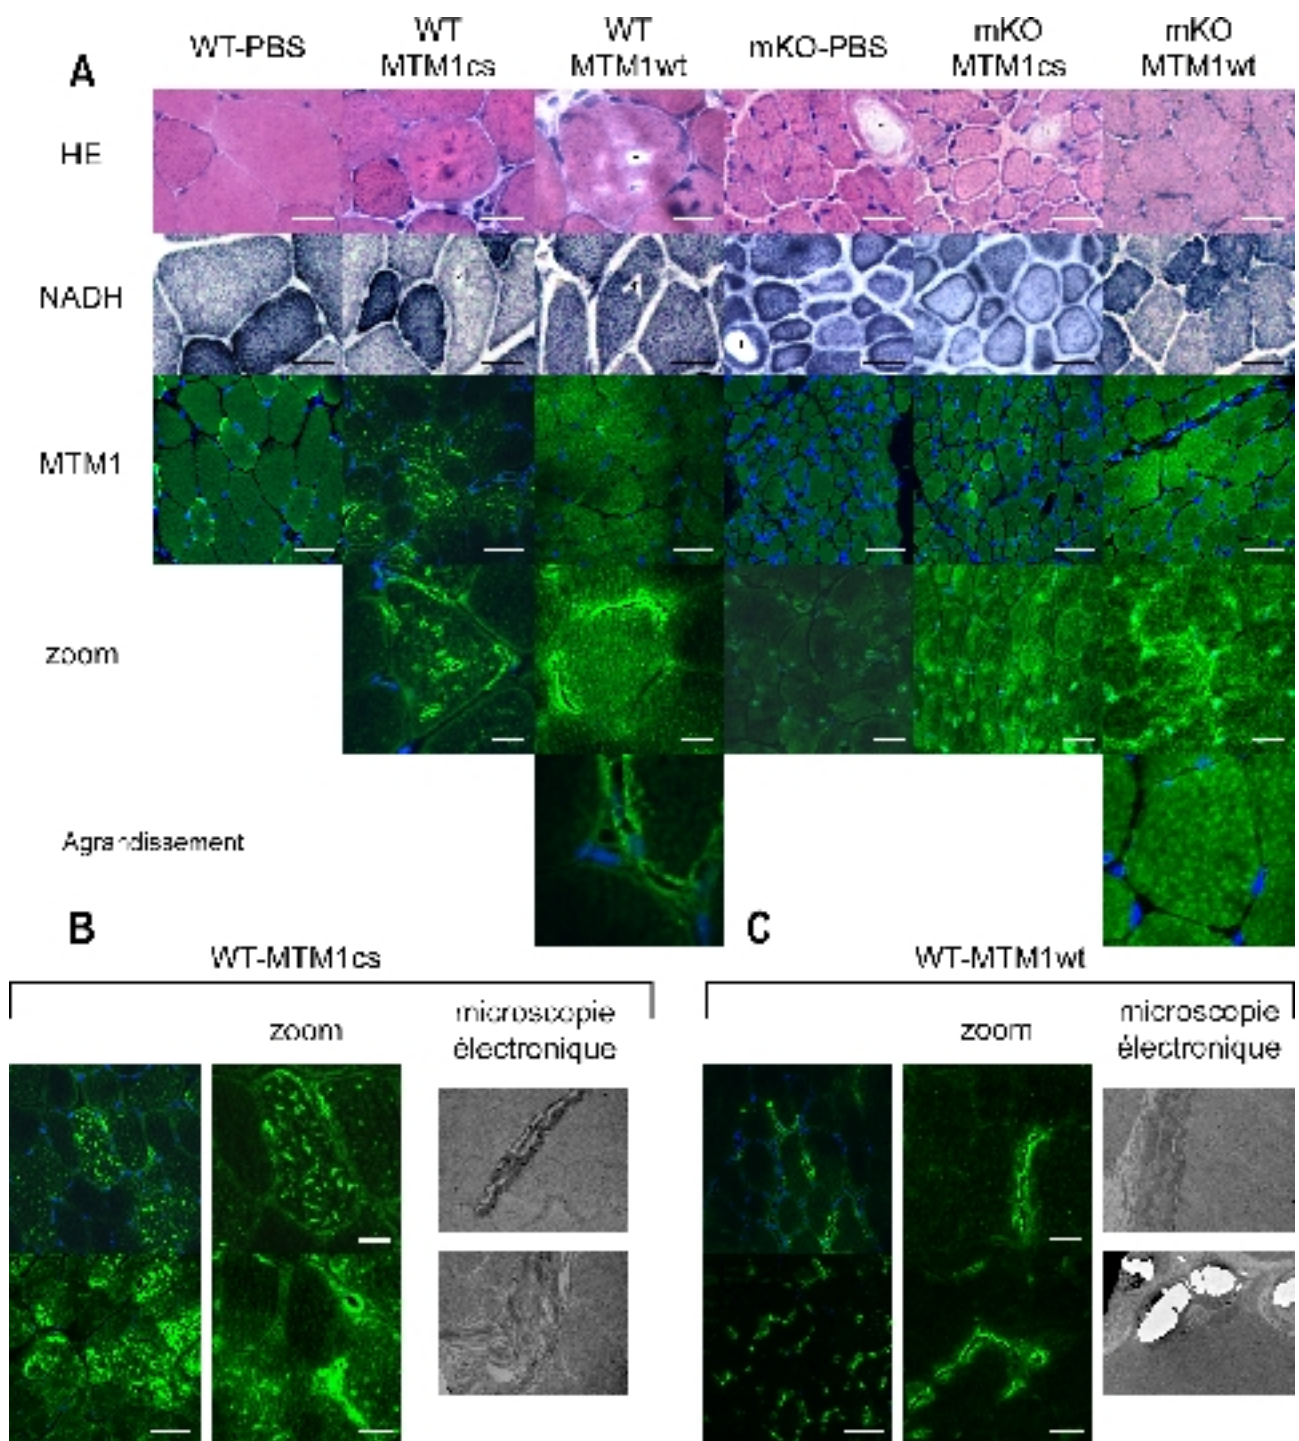 A
WT-PBS
WT
MTM1cs
WT
MTM1wt
mKO-PBS
mKO
MTM1cs
mKO
MTM1wt
HE
NADH
MTM1
zoom
Agrandissement
B
WT-MTM1cs
zoom
microscopie
électronique
C
WT-MTM1wt
zoom
microscopie
électronique